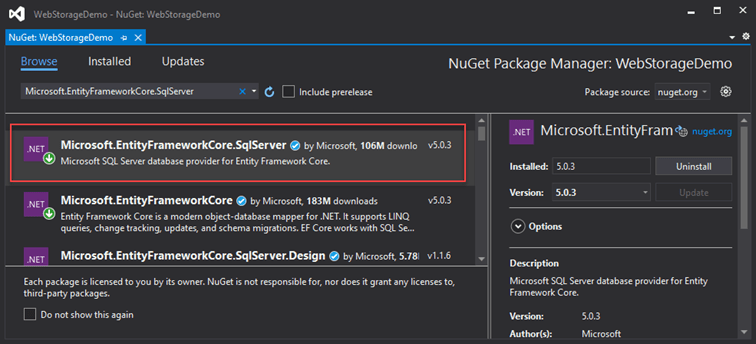 WebStorageDemo - NuGet: WebStorageDemo
NuGet: WebStorageDemo
Browse Installed Updates
NuGet Package Manager: WebStorageDemo
Microsoft.EntityFrameworkCore.SqlServer
Include prerelease
Package source: nuget.org
.NET
Microsoft.EntityFrameworkCore.SqlServer by Microsoft, 106M downlo v5.0.3
Microsoft SQL Server database provider for Entity Framework Core.
.NET
Microsoft.EntityFrameworkCore by Microsoft, 183M downloads v5.0.3
Entity Framework Core is a modern object-database mapper for .NET. It supports LINQ
queries, change tracking, updates, and schema migrations. EF Core works with SQL Se...
.NET
Microsoft.EntityFrameworkCore.SqlServer.Design by Microsoft, 5.78 v1.1.6
Each package is licensed to you by its owner. NuGet is not responsible for, nor does it grant any licenses to,
third-party packages.
Do not show this again
.NET
Microsoft.EntityFram nuget.org
Installed: 5.0.3 Uninstall
Version: 5.0.3 Update
Options
Description
Microsoft SQL Server database provider for Entity
Framework Core.
Version: 5.0.3
Author(s): Microsoft